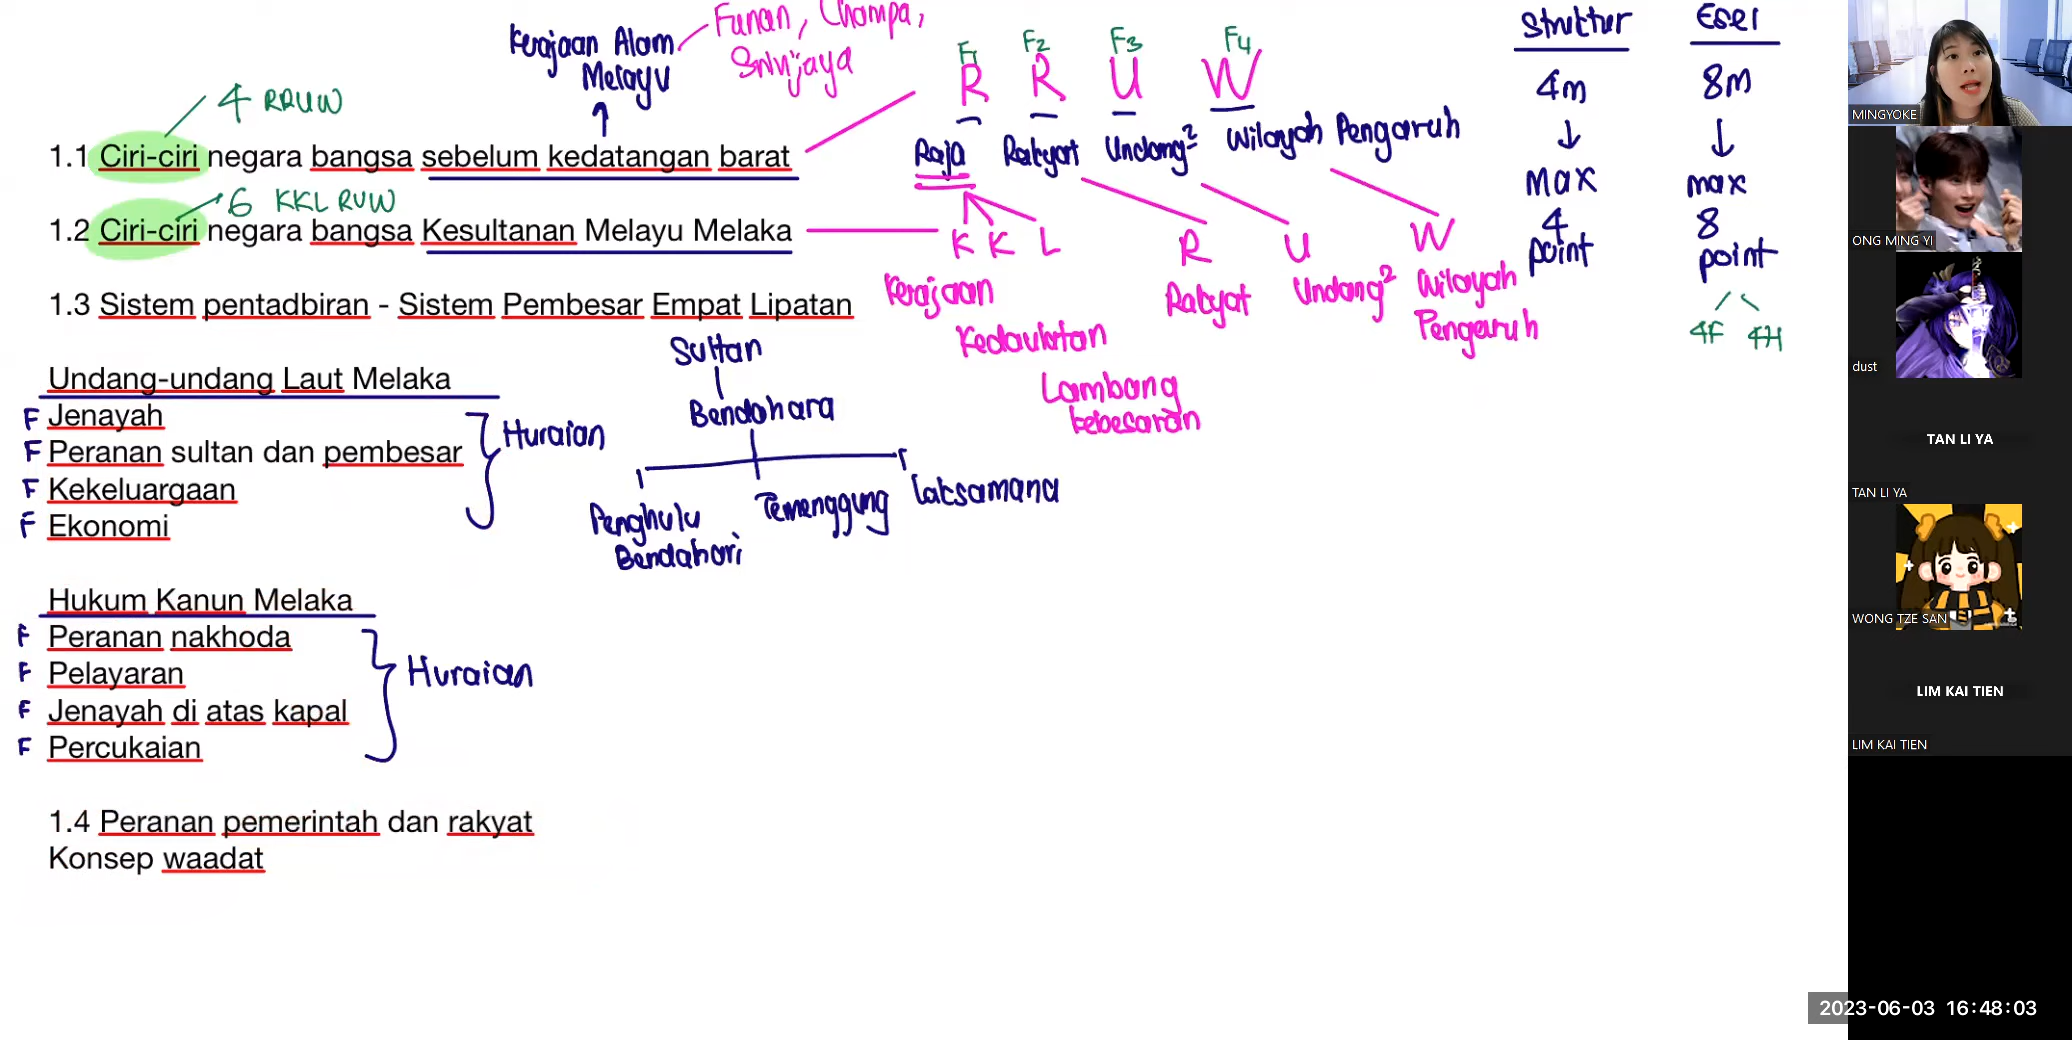 Kerajaan Alam Melayu
Funan, Champa,
Srivijaya
4 RRUW
F1 F2 F3 F4
R R U W
Raja Rakyat Undang² Wilayah Pengaruh
Struktur
4m
↓
max
4
point
Esei
8m
↓
max
8
point
4F 4H
1.1 Ciri-ciri negara bangsa sebelum kedatangan barat
6 KKL RUW
1.2 Ciri-ciri negara bangsa Kesultanan Melayu Melaka
K K L R U W
Kerajaan
Kedaulatan
Lambang
kebesaran
Rakyat
Undang²
Wilayah
Pengaruh
1.3 Sistem pentadbiran - Sistem Pembesar Empat Lipatan
Sultan
Bendahara
Penghulu
Bendahari
Temenggung
Laksamana
Undang-undang Laut Melaka
F Jenayah
F Peranan sultan dan pembesar
F Kekeluargaan
F Ekonomi
Huraian
Hukum Kanun Melaka
F Peranan nakhoda
F Pelayaran
F Jenayah di atas kapal
F Percukaian
Huraian
1.4 Peranan pemerintah dan rakyat
Konsep waadat
MINGYOKE
ONG MING YI
dust
TAN LI YA
TAN LI YA
WONG TZE SAN
LIM KAI TIEN
LIM KAI TIEN
2023-06-03 16:48:03